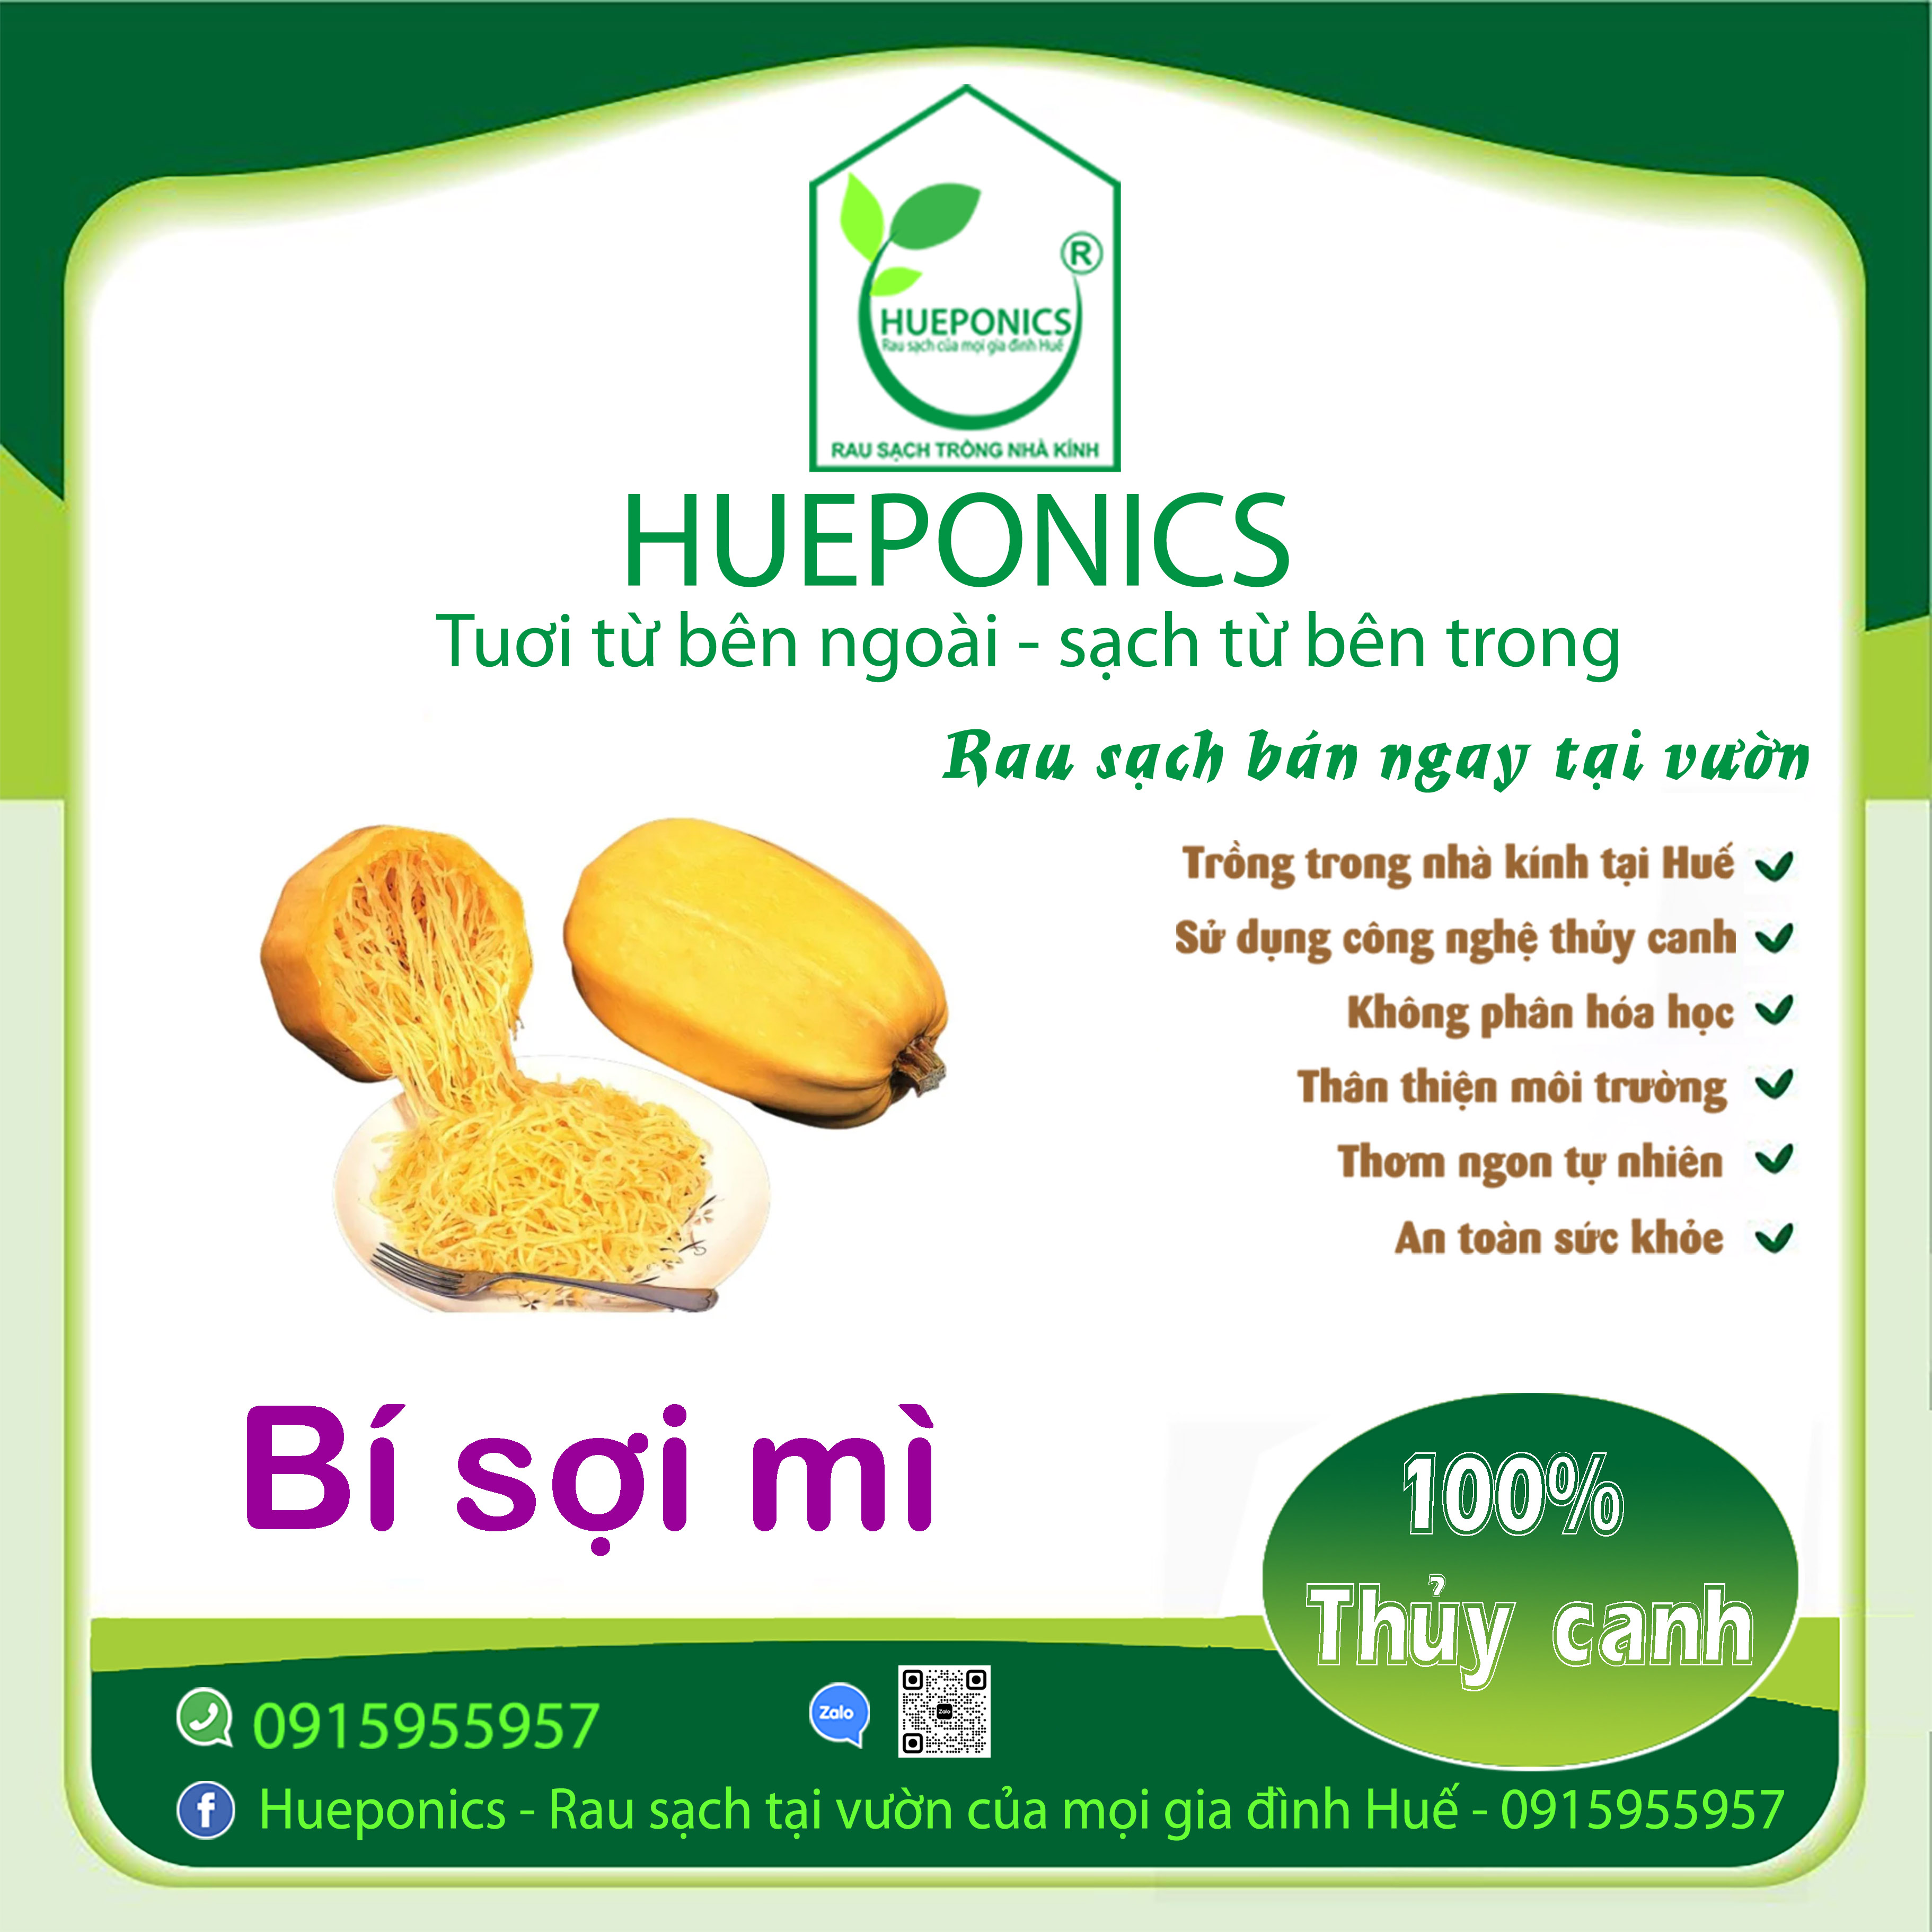 ®
HUEPONICS
Rau sạch của mọi gia đình Huế
RAU SẠCH TRỒNG NHÀ KÍNH
HUEPONICS
Tươi từ bên ngoài - sạch từ bên trong
Rau sạch bán ngay tại vườn
Trồng trong nhà kính tại Huế
Sử dụng công nghệ thủy canh
Không phân hóa học
Thân thiện môi trường
Thơm ngon tự nhiên
An toàn sức khỏe
Bí sợi mì
100%
Thủy canh
0915955957
Zalo
Zalo
Hueponics - Rau sạch tại vườn của mọi gia đình Huế - 0915955957